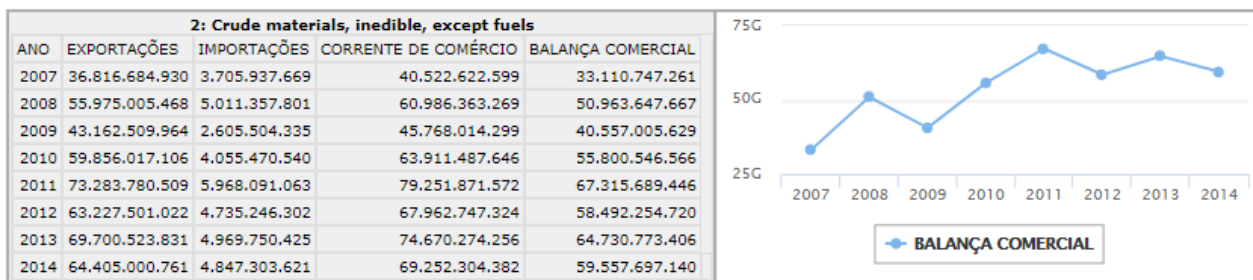 2: Crude materials, inedible, except fuels
ANO EXPORTAÇÕES IMPORTAÇÕES CORRENTE DE COMÉRCIO BALANÇA COMERCIAL
2007 36.816.684.930 3.705.937.669 40.522.622.599 33.110.747.261
2008 55.975.005.468 5.011.357.801 60.986.363.269 50.963.647.667
2009 43.162.509.964 2.605.504.335 45.768.014.299 40.557.005.629
2010 59.856.017.106 4.055.470.540 63.911.487.646 55.800.546.566
2011 73.283.780.509 5.968.091.063 79.251.871.572 67.315.689.446
2012 63.227.501.022 4.735.246.302 67.962.747.324 58.492.254.720
2013 69.700.523.831 4.969.750.425 74.670.274.256 64.730.773.406
2014 64.405.000.761 4.847.303.621 69.252.304.382 59.557.697.140
75G
50G
25G
2007 2008 2009 2010 2011 2012 2013 2014
BALANÇA COMERCIAL